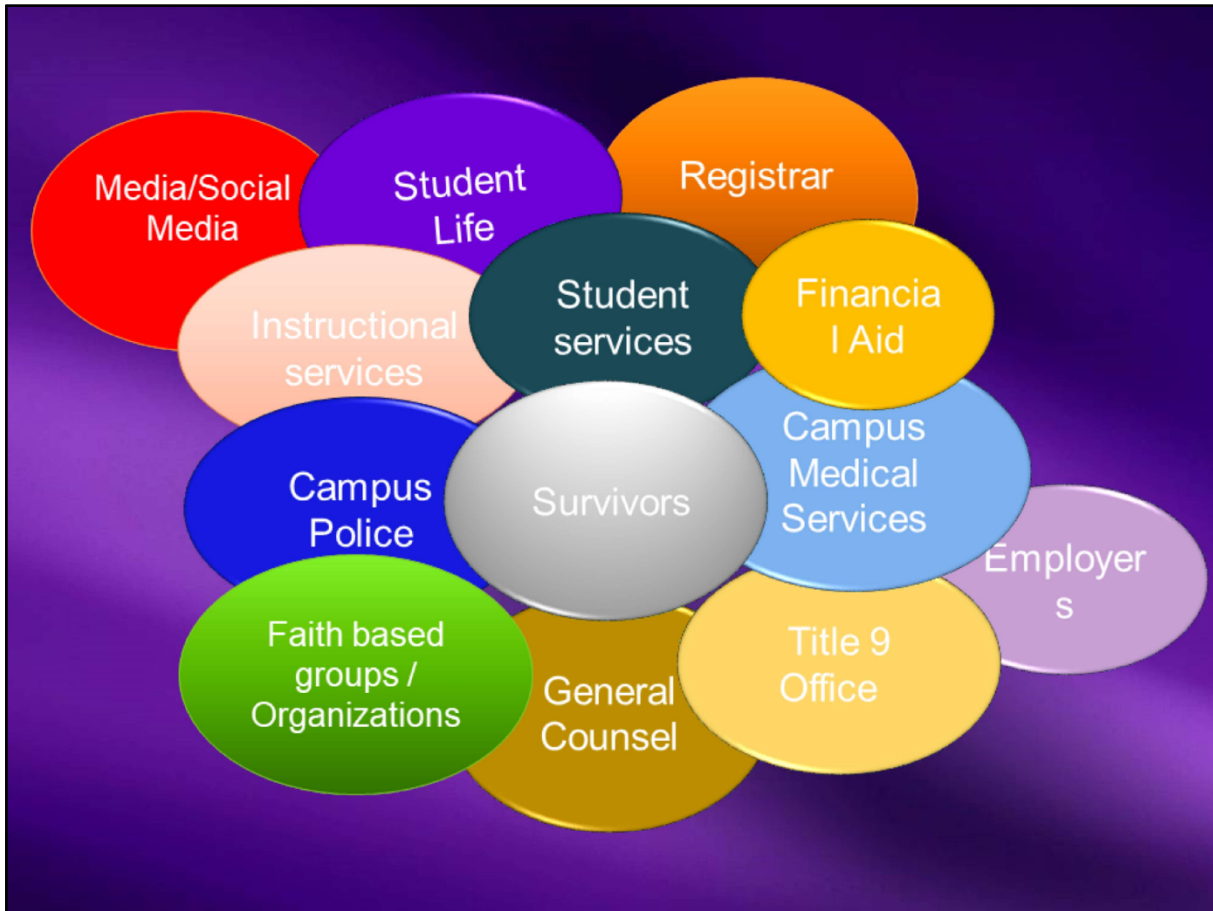 Media/Social
Media
Student
Life
Registrar
Instructional
services
Student
services
Financia
l Aid
Campus
Police
Survivors
Campus
Medical
Services
Employer
s
Faith based
groups /
Organizations
General
Counsel
Title 9
Office